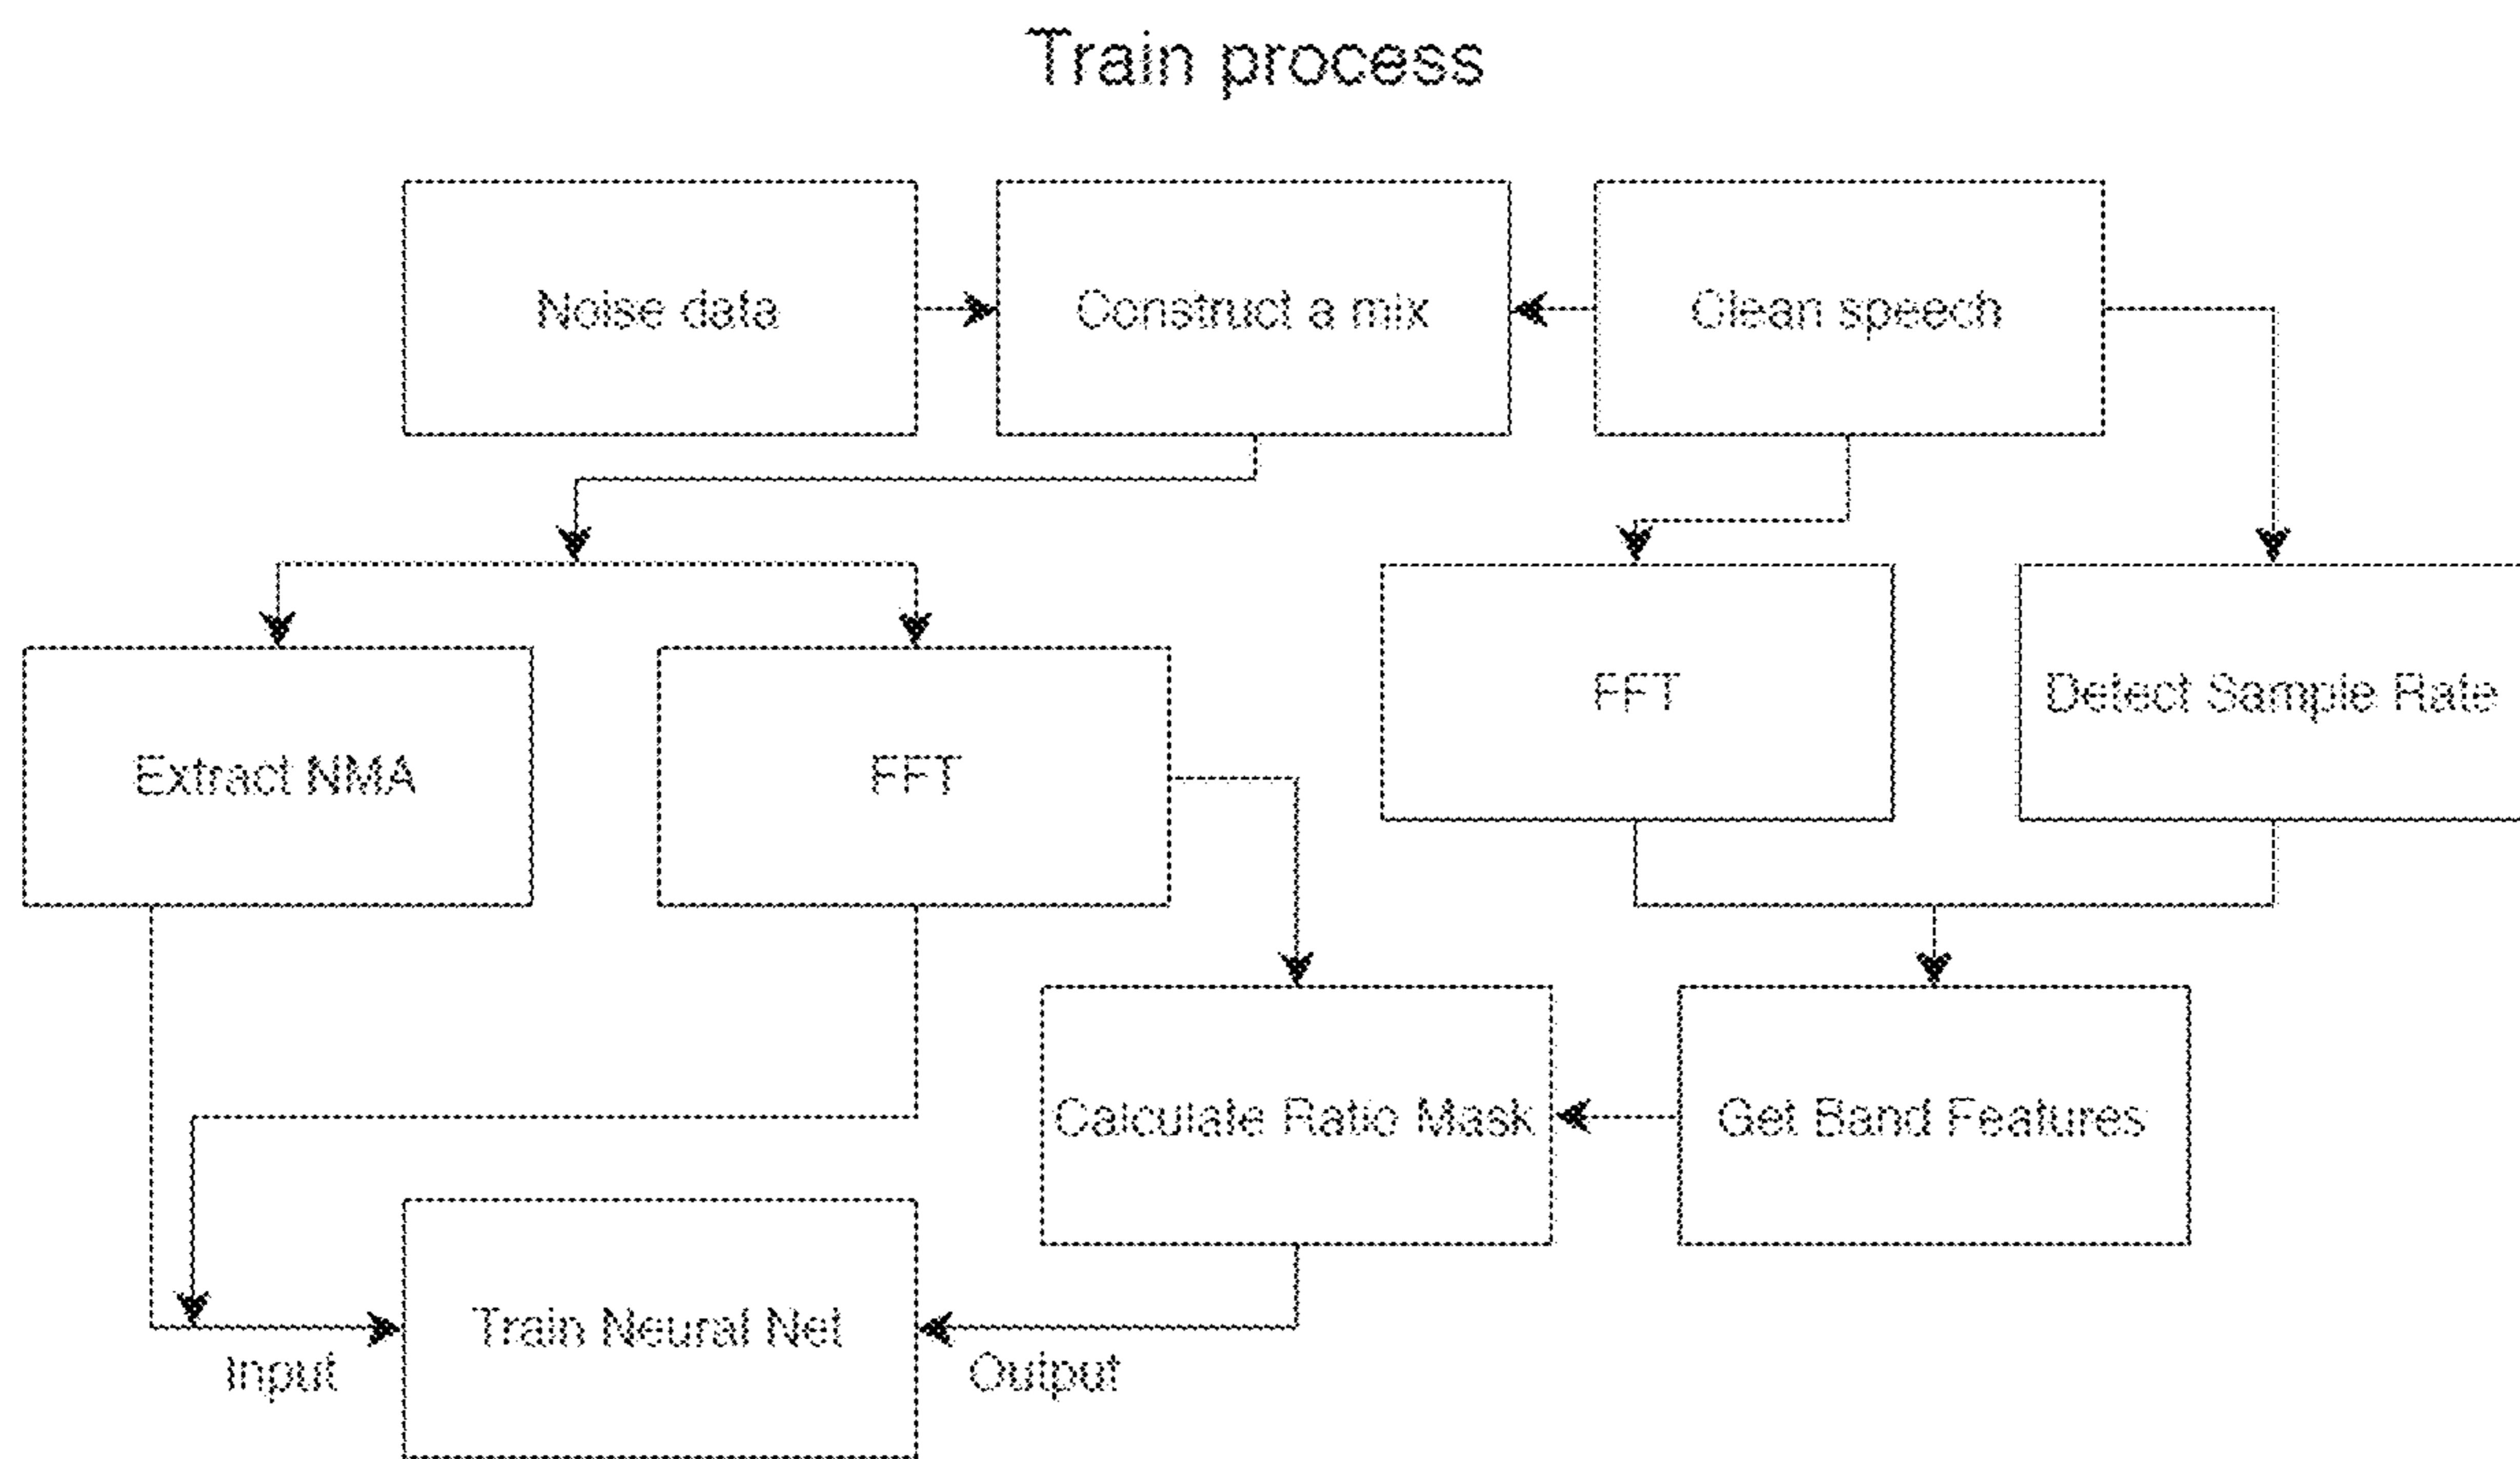 Train process
Noise data
Construct a mix
Clean speech
Extract NMA
FFT
FFT
Detect Sample Rate
Calculate Ratio Mask
Get Band Features
Train Neural Net
Input
Output